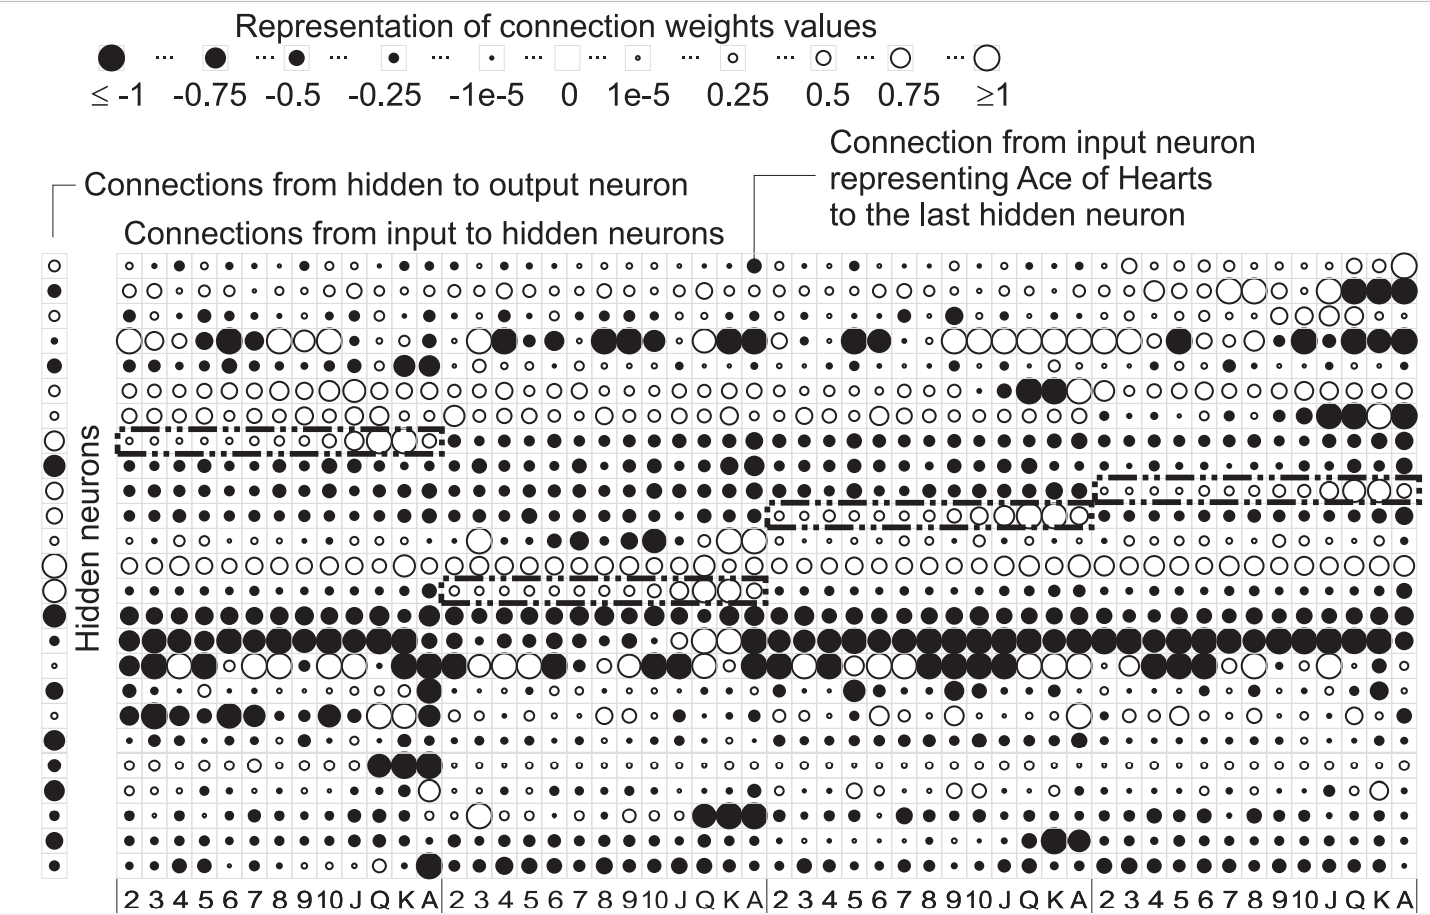 Representation of connection weights values
≤ -1 -0.75 -0.5 -0.25 -1e-5 0 1e-5 0.25 0.5 0.75 ≥1
Connection from input neuron
representing Ace of Hearts
to the last hidden neuron
Connections from hidden to output neuron
Connections from input to hidden neurons
Hidden neurons
2 3 4 5 6 7 8 9 10 J Q K A 2 3 4 5 6 7 8 9 10 J Q K A 2 3 4 5 6 7 8 9 10 J Q K A 2 3 4 5 6 7 8 9 10 J Q K A